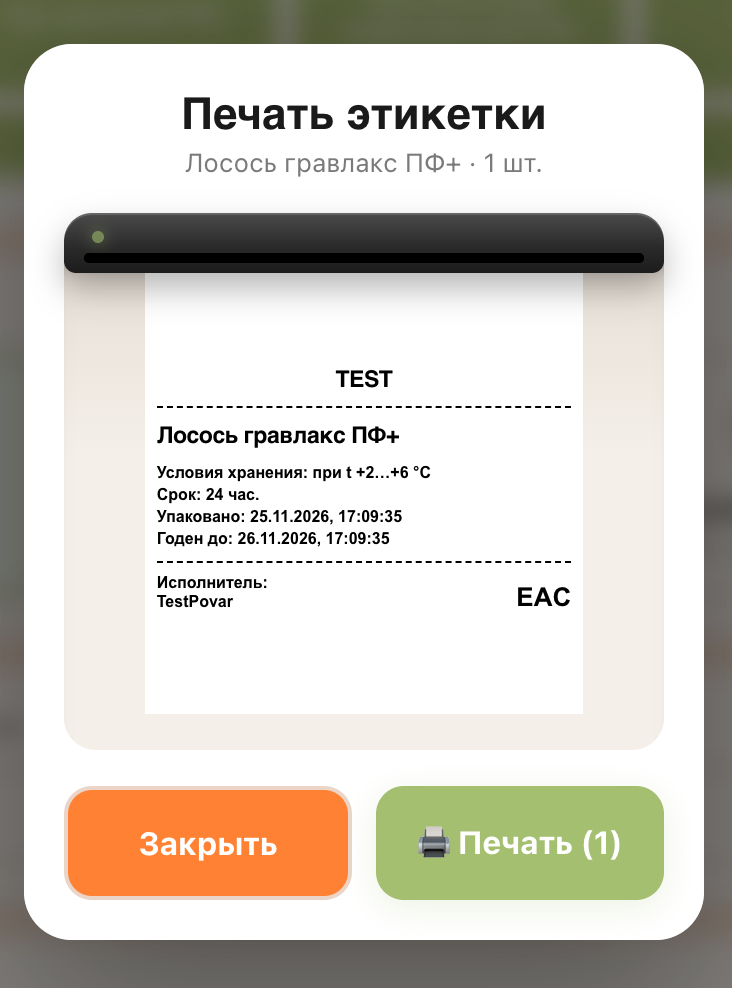 Печать этикетки
Лосось гравлакс ПФ+ · 1 шт.
TEST
Лосось гравлакс ПФ+
Условия хранения: при t +2…+6 °C
Срок: 24 час.
Упаковано: 25.11.2026, 17:09:35
Годен до: 26.11.2026, 17:09:35
Исполнитель:
TestPovar
EAC
Закрыть
Печать (1)